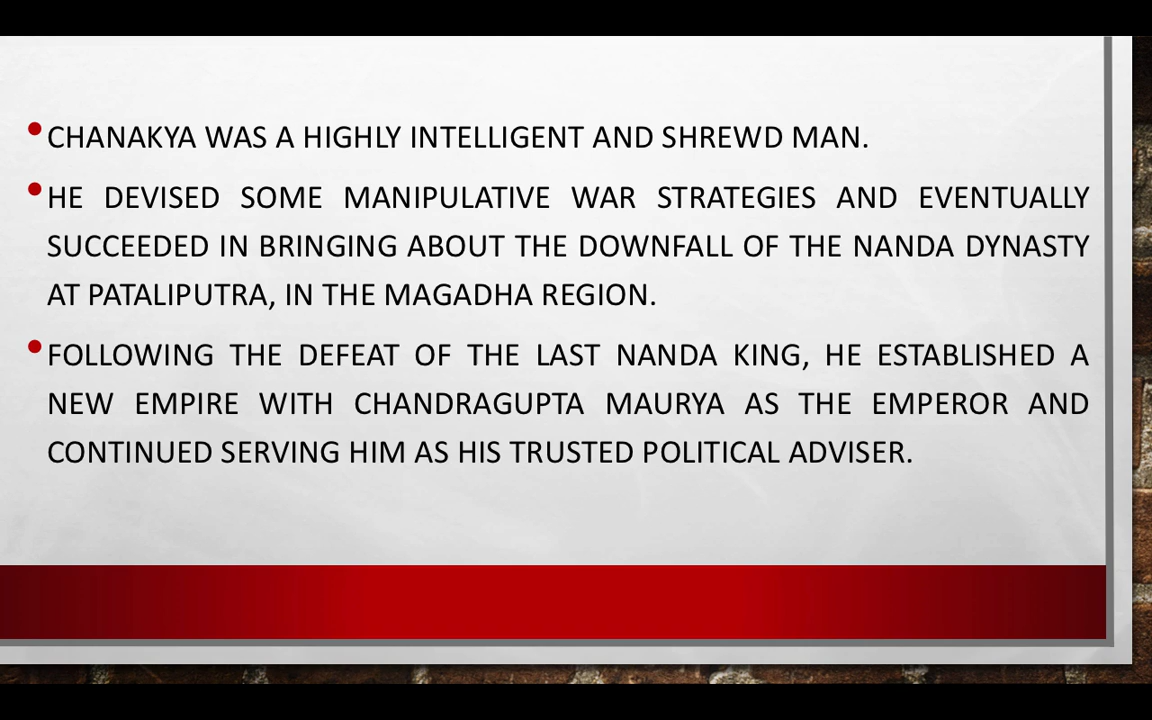 • CHANAKYA WAS A HIGHLY INTELLIGENT AND SHREWD MAN.
• HE DEVISED SOME MANIPULATIVE WAR STRATEGIES AND EVENTUALLY
SUCCEEDED IN BRINGING ABOUT THE DOWNFALL OF THE NANDA DYNASTY
AT PATALIPUTRA, IN THE MAGADHA REGION.
• FOLLOWING THE DEFEAT OF THE LAST NANDA KING, HE ESTABLISHED A
NEW EMPIRE WITH CHANDRAGUPTA MAURYA AS THE EMPEROR AND
CONTINUED SERVING HIM AS HIS TRUSTED POLITICAL ADVISER.